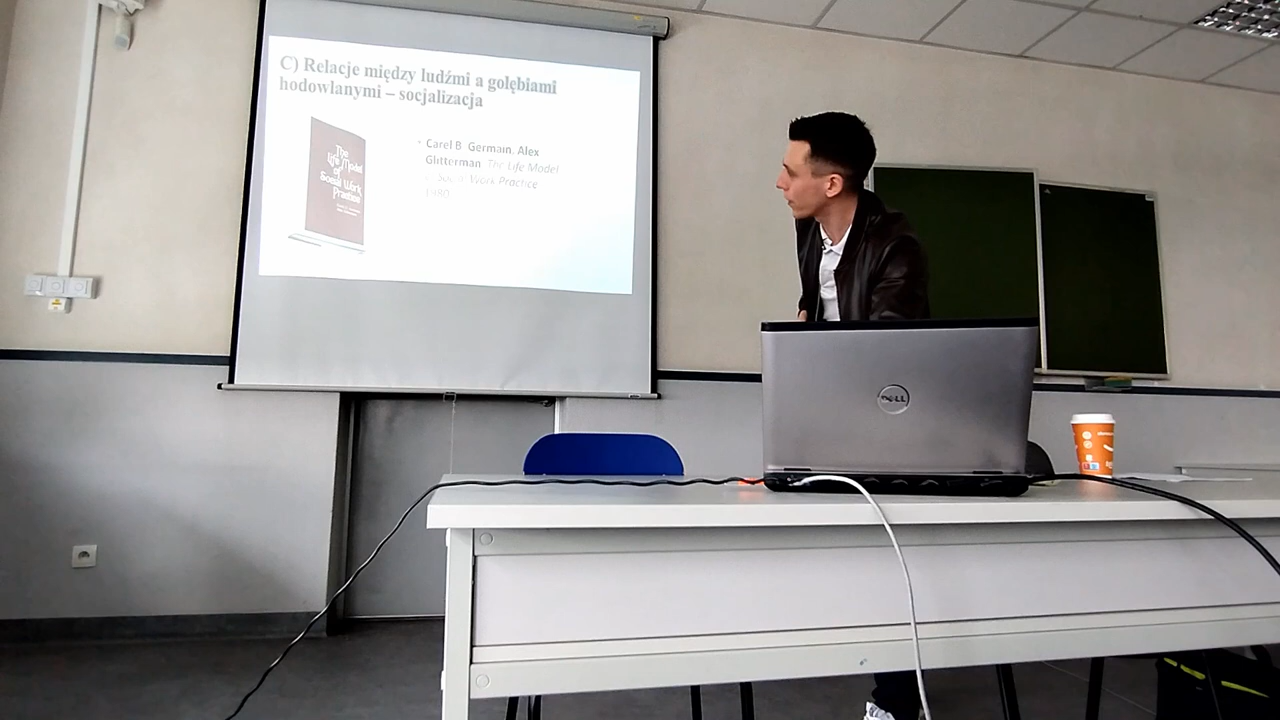 C) Relacje między ludźmi a gołębiami
hodowlanymi – socjalizacja
The
Life Model
of
Social Work
Practice
• Carel B. Germain, Alex
Glitterman, The Life Model
of Social Work Practice
1980
DELL